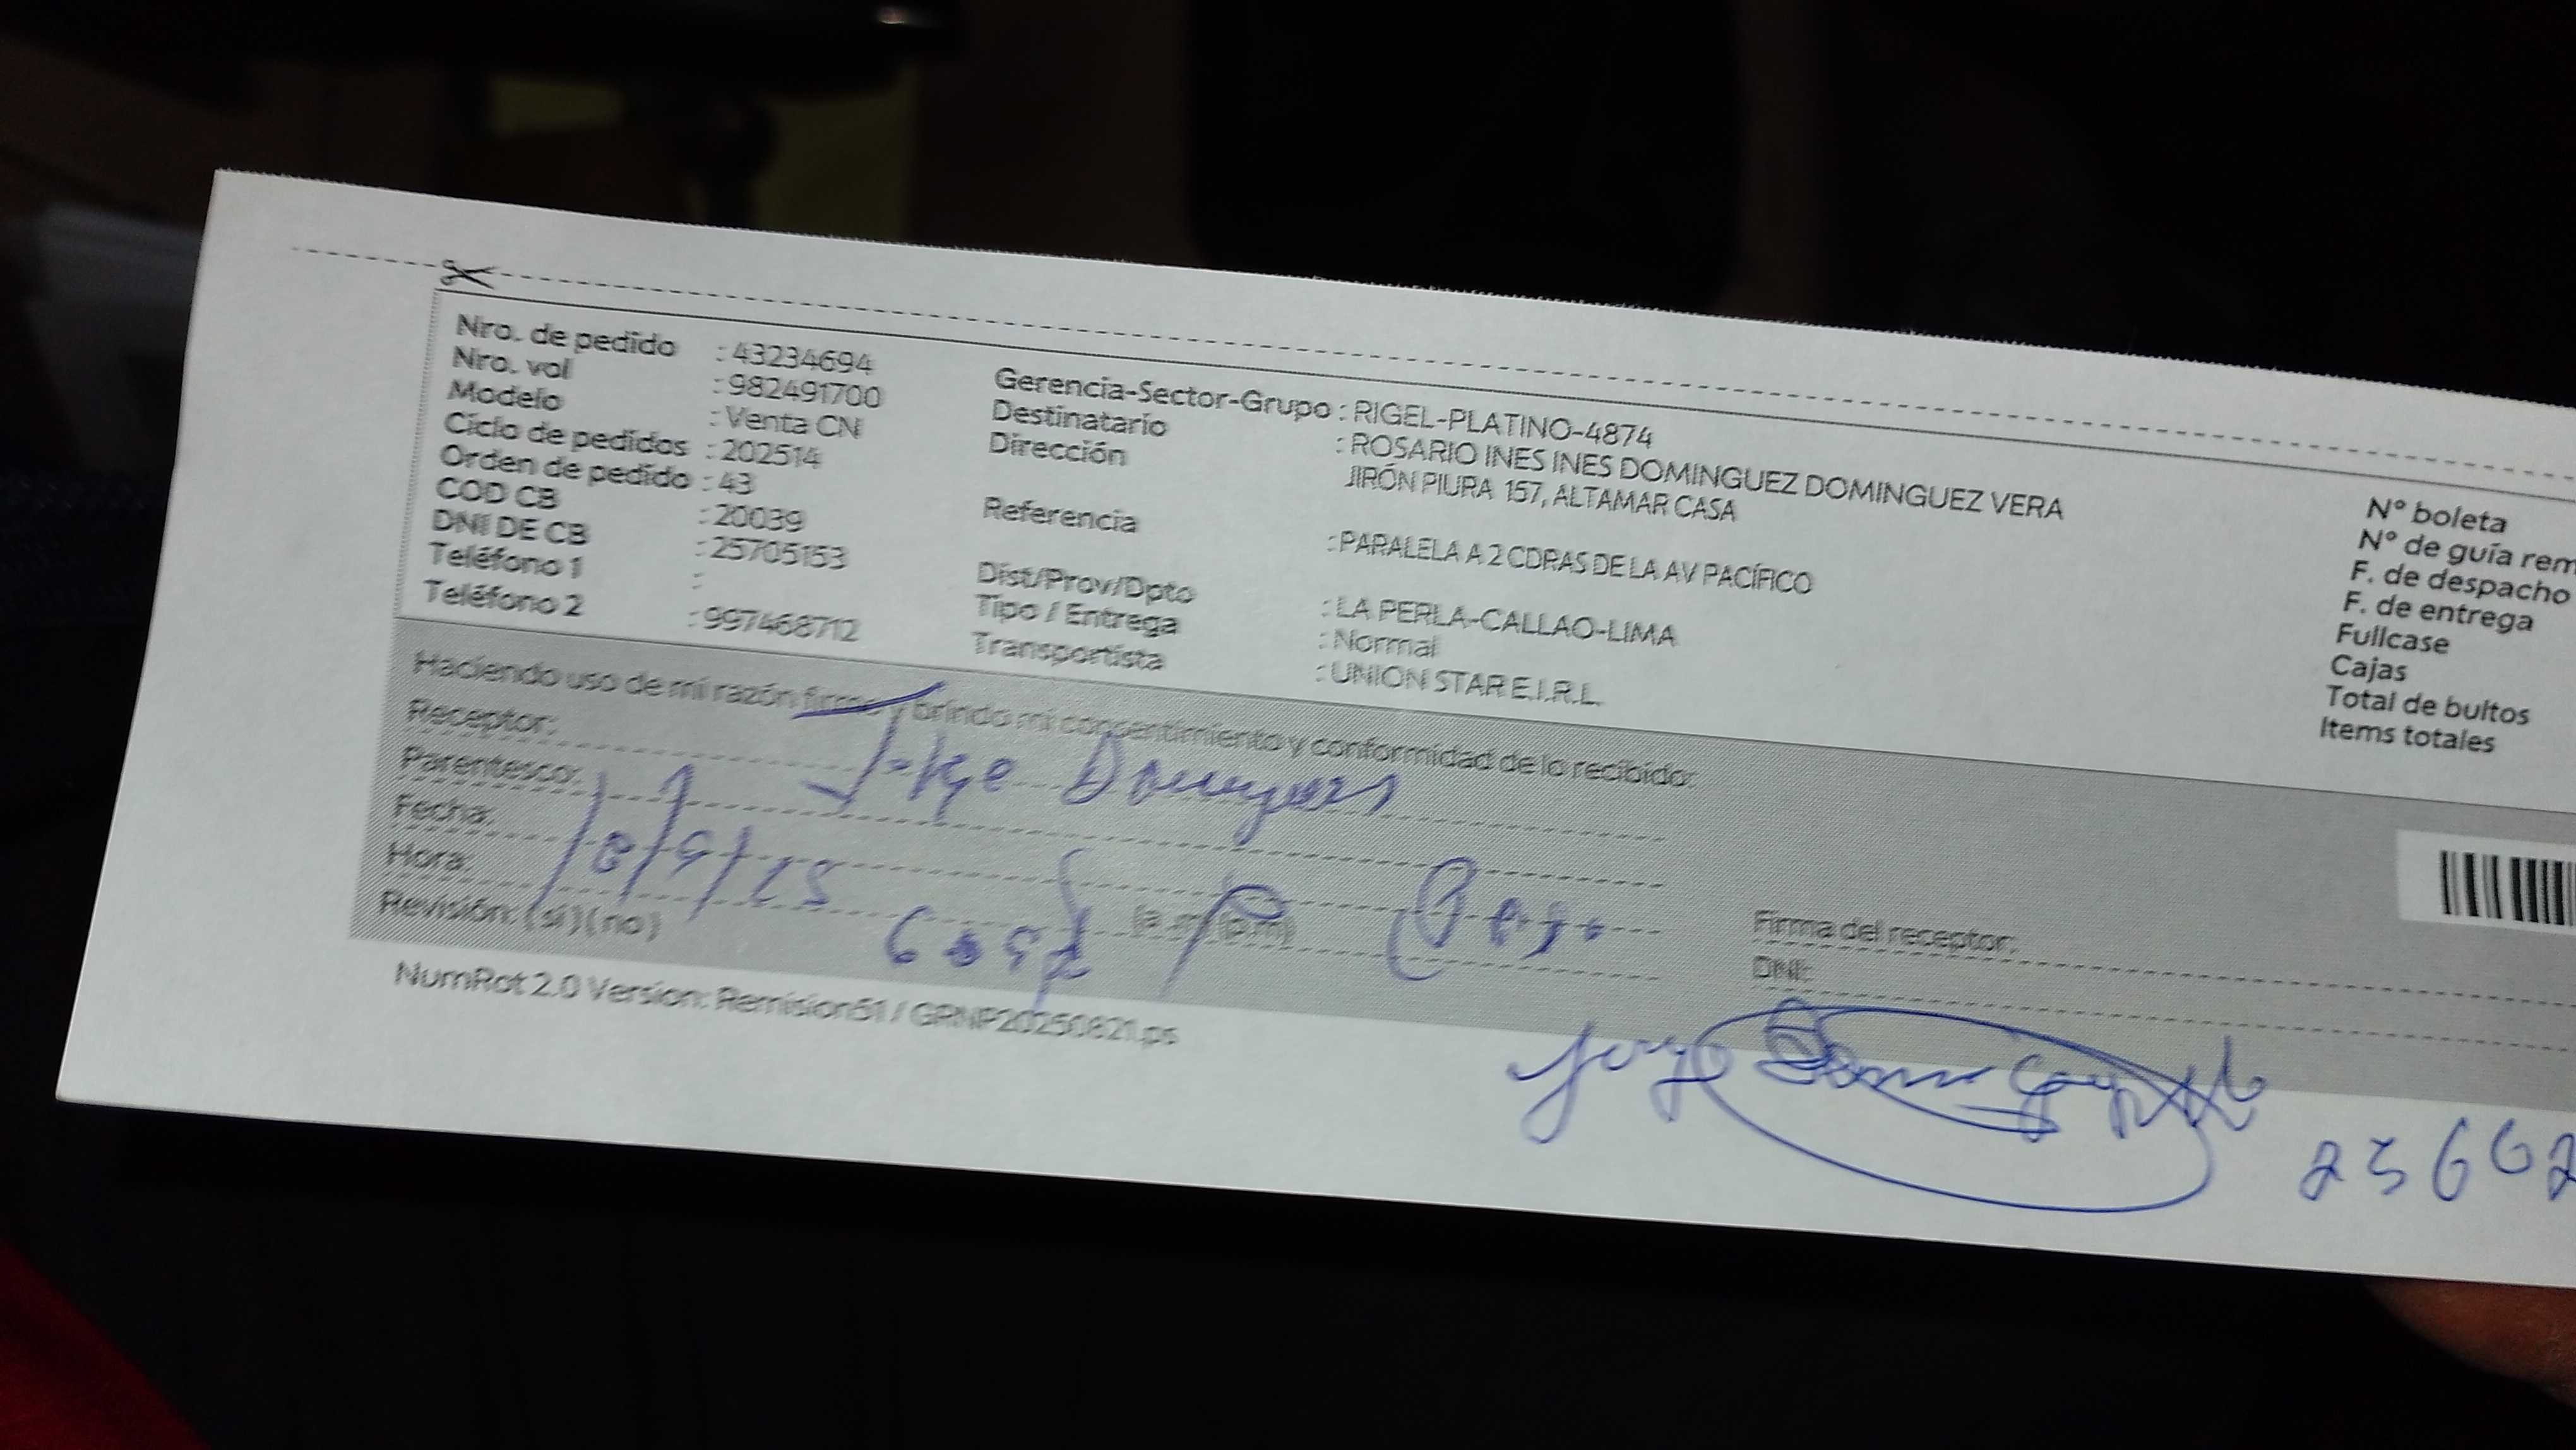 Nro. de pedido : 43234694
Nro. vol : 982491700
Modelo : Venta CN
Ciclo de pedidos : 202514
Orden de pedido : 43
COD CB : 20039
DNI DE CB : 25705153
Teléfono 1 :
Teléfono 2 : 997468712
Gerencia-Sector-Grupo : RIGEL-PLATINO-4874
Destinatario : ROSARIO INES INES DOMINGUEZ DOMINGUEZ VERA
Dirección JIRÓN PIURA 157, ALTAMAR CASA
Referencia : PARALELA A 2 CDRAS DE LA AV PACÍFICO
Dist/Prov/Dpto : LA PERLA-CALLAO-LIMA
Tipo / Entrega : Normal
Transportista : UNION STAR E.I.R.L.
N° boleta
N° de guía rem
F. de despacho
F. de entrega
Fullcase
Cajas
Total de bultos
Items totales
Haciendo uso de mi razón firmo y brindo mi consentimiento y conformidad de lo recibido:
Receptor:
Parentesco:
Fecha:
Hora: (a.m) (p.m)
Revisión: (si) (no)
Firma del receptor:
DNI:
NumRot 2.0 Version: Remision51 / GRNP20250821.ps